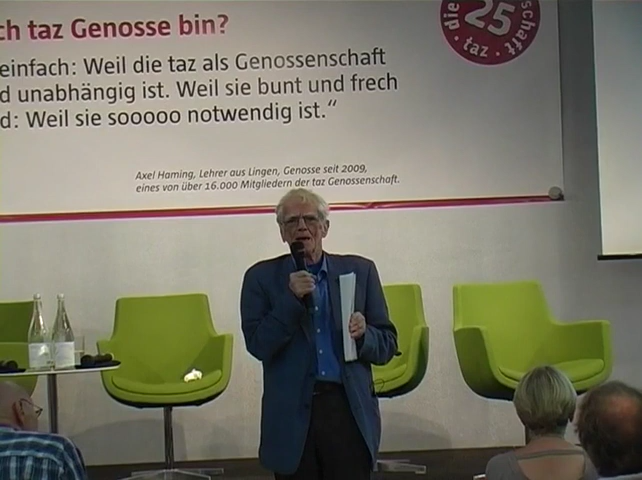 ch taz Genosse bin?
einfach: Weil die taz als Genossenschaft
d unabhängig ist. Weil sie bunt und frech
d: Weil sie sooooo notwendig ist.“
Axel Haming, Lehrer aus Lingen, Genosse seit 2009,
eines von über 16.000 Mitgliedern der taz Genossenschaft.
die
25
taz
schaft